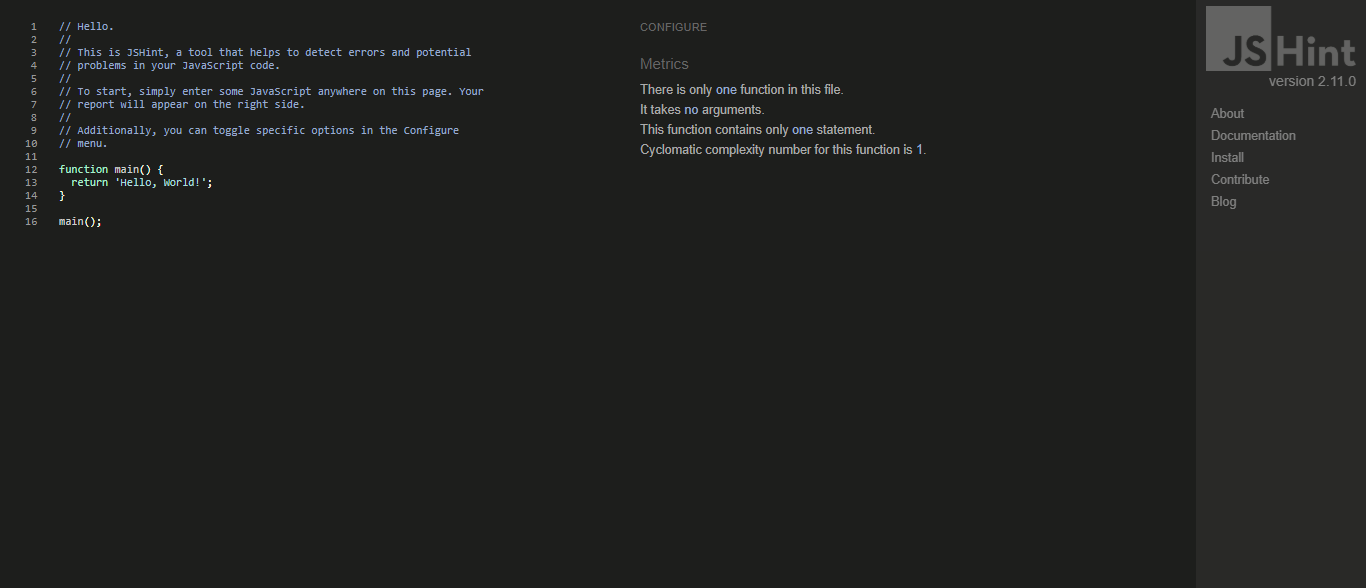 1 // Hello.
2 //
3 // This is JSHint, a tool that helps to detect errors and potential
4 // problems in your JavaScript code.
5 //
6 // To start, simply enter some JavaScript anywhere on this page. Your
7 // report will appear on the right side.
8 //
9 // Additionally, you can toggle specific options in the Configure
10 // menu.
11
12 function main() {
13   return 'Hello, World!';
14 }
15
16 main();
CONFIGURE
Metrics
There is only one function in this file.
It takes no arguments.
This function contains only one statement.
Cyclomatic complexity number for this function is 1.
JSHint
version 2.11.0
About
Documentation
Install
Contribute
Blog